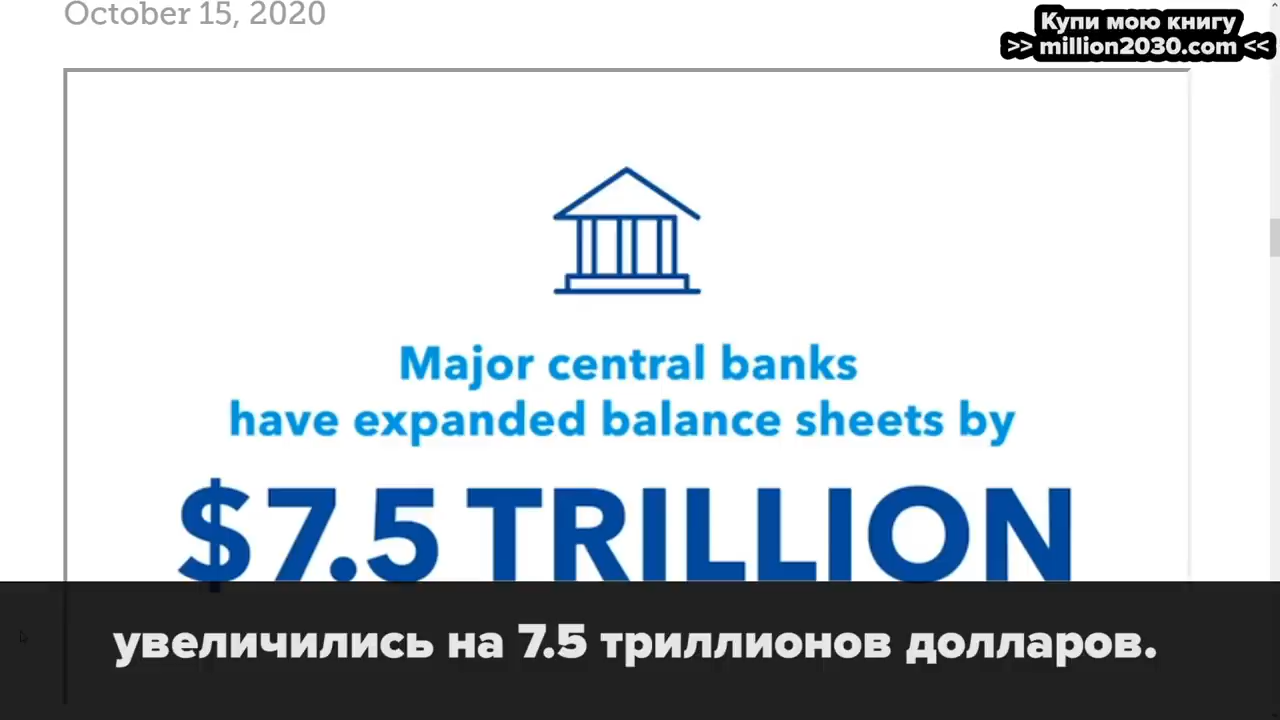 October 15, 2020
Купи мою книгу
>> million2030.com <<
Major central banks
have expanded balance sheets by
$7.5 TRILLION
увеличились на 7.5 триллионов долларов.